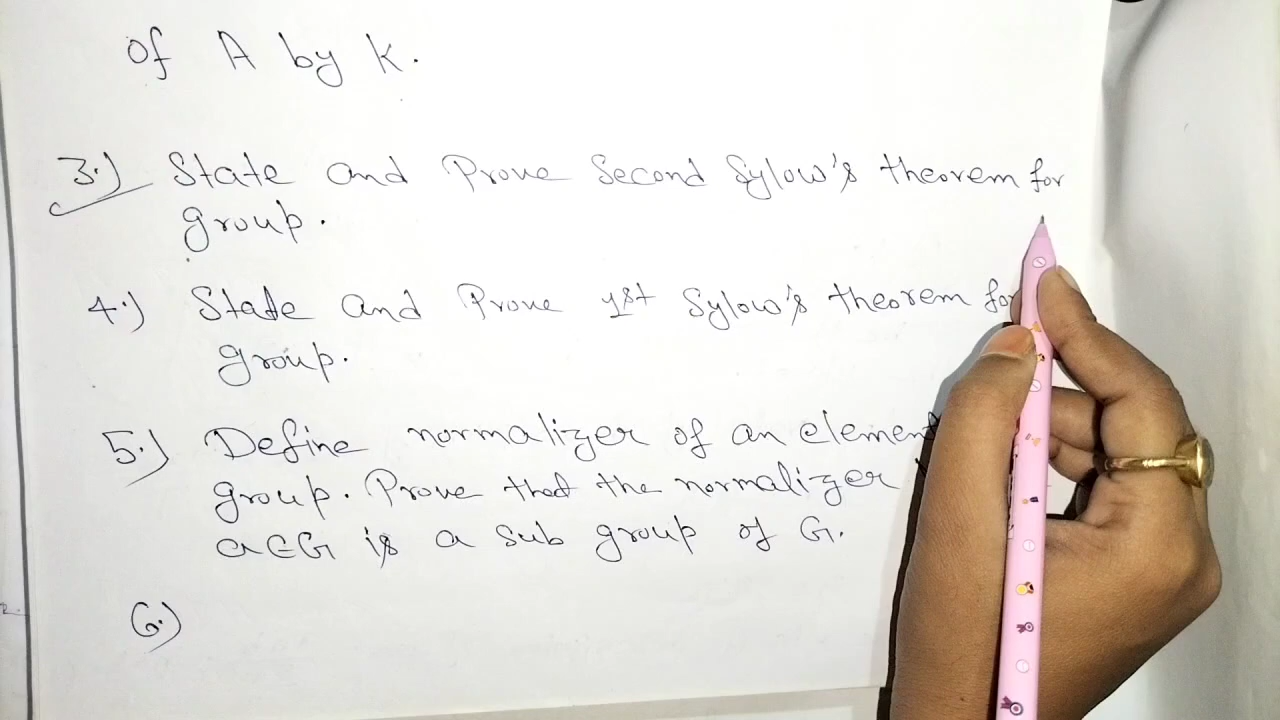 of A by K.
3.) State and Prove Second Sylow's theorem for
group.
4.) State and Prove 1st Sylow's theorem for
group.
5.) Define normalizer of an element
group. Prove that the normalizer
a∈G is a sub group of G.
6.)